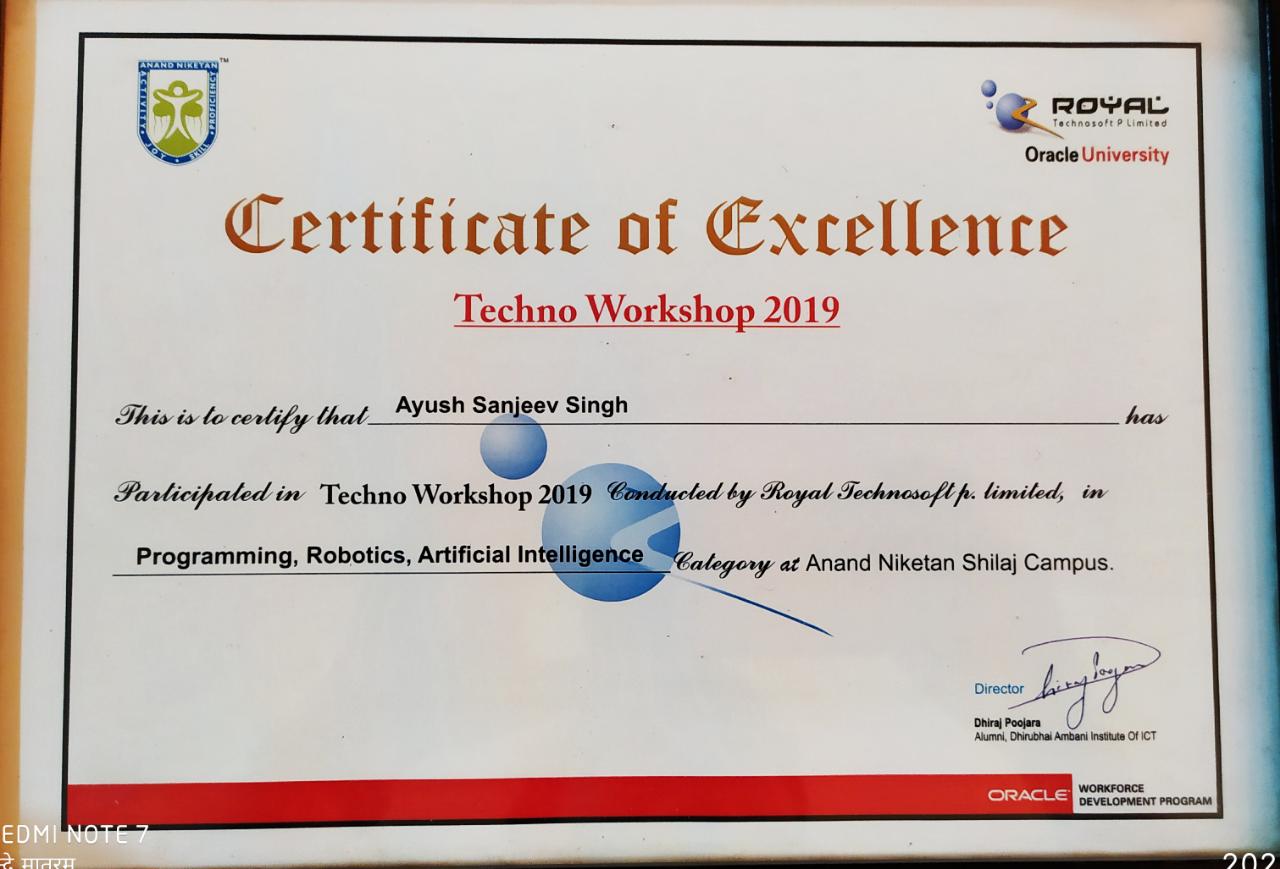 ANAND NIKETAN TM
ACTIVITY • JOY • SKILL • PROFICIENCY
ROYAL
Technosoft P Limited
Oracle University
Certificate of Excellence
Techno Workshop 2019
This is to certify that Ayush Sanjeev Singh has
Participated in Techno Workshop 2019 Conducted by Royal Technosoft p. limited, in
Programming, Robotics, Artificial Intelligence Category at Anand Niketan Shilaj Campus.
Director
Dhiraj Poojara
Alumni, Dhirubhai Ambani Institute Of ICT
ORACLE WORKFORCE
DEVELOPMENT PROGRAM
EDMI NOTE 7
मातरम
202